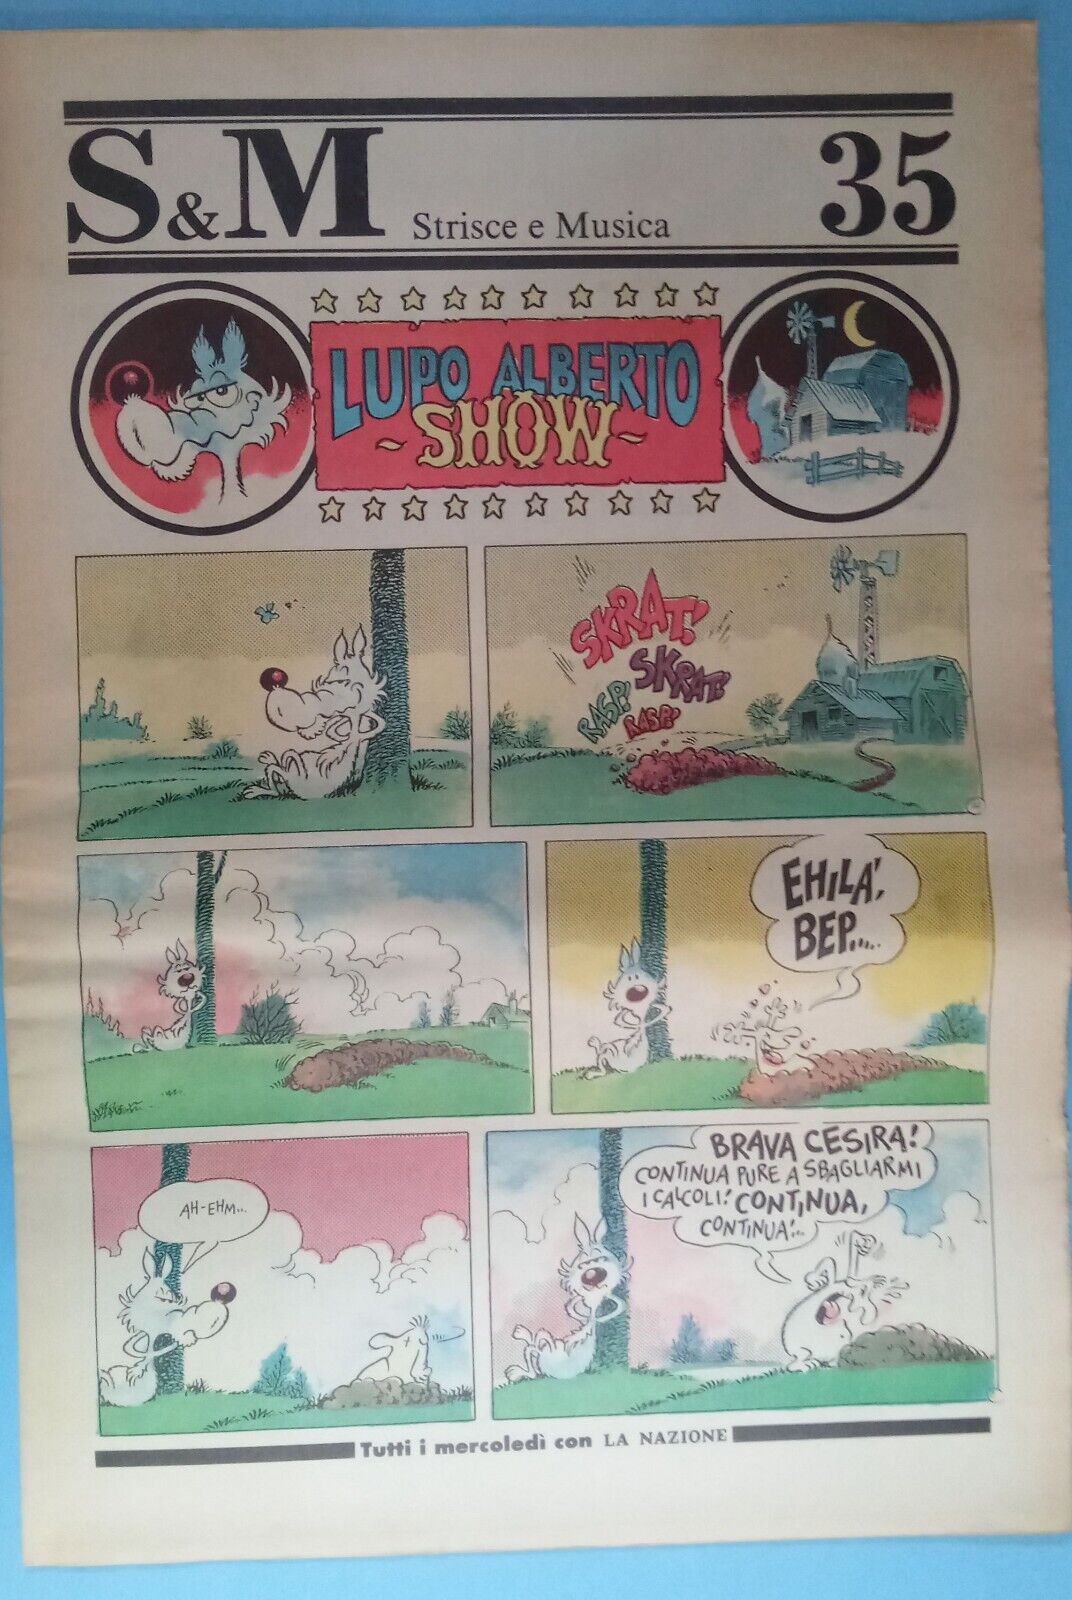 S&M Strisce e Musica 35
LUPO ALBERTO
-SHOW-
SKRAT!
SKRAT!
RASP!
RASP!
EHILA',
BEP.....
AH-EHM...
BRAVA CESIRA!
CONTINUA PURE A SBAGLIARMI
I CALCOLI! CONTINUA,
CONTINUA!...
Tutti i mercoledì con LA NAZIONE